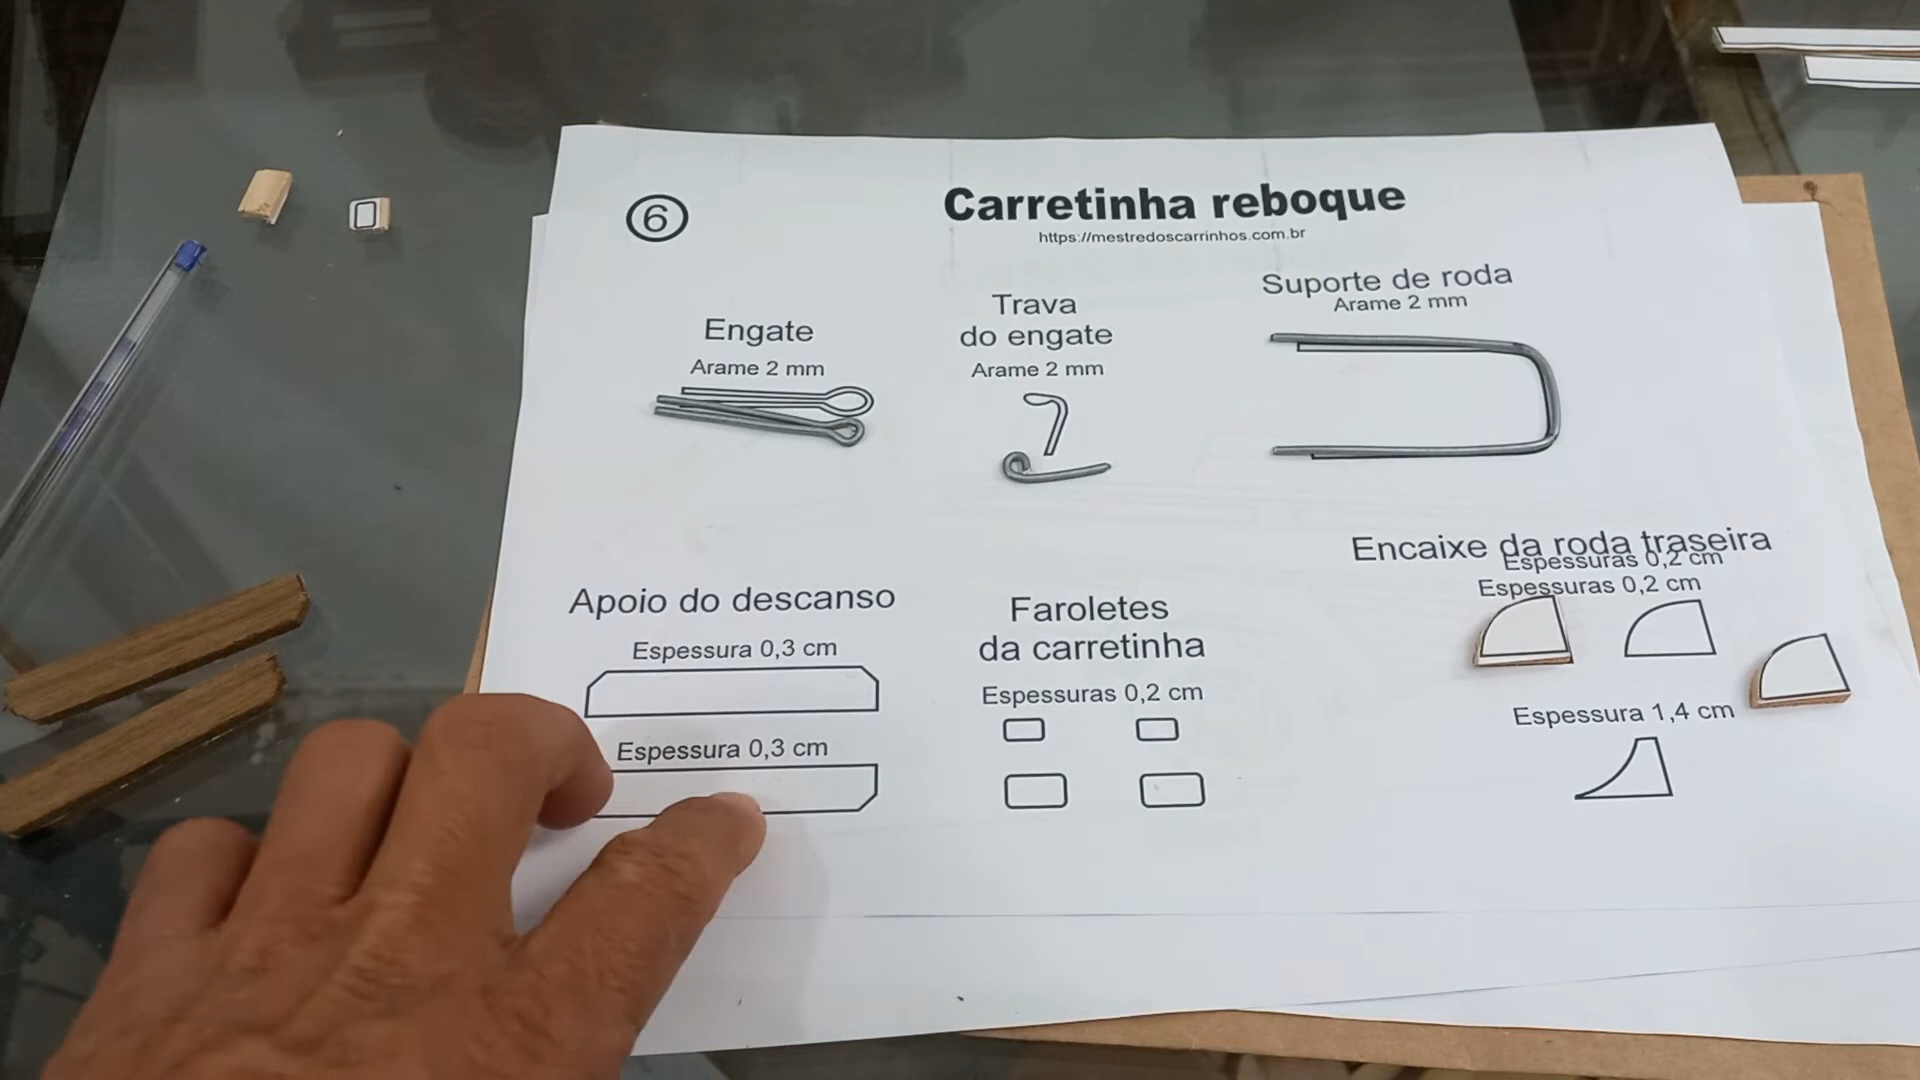 6
Carretinha reboque
https://mestredoscarrinhos.com.br
Engate
Arame 2 mm
Trava
do engate
Arame 2 mm
Suporte de roda
Arame 2 mm
Apoio do descanso
Espessura 0,3 cm
Espessura 0,3 cm
Faroletes
da carretinha
Espessuras 0,2 cm
Encaixe da roda traseira
Espessuras 0,2 cm
Espessuras 0,2 cm
Espessura 1,4 cm